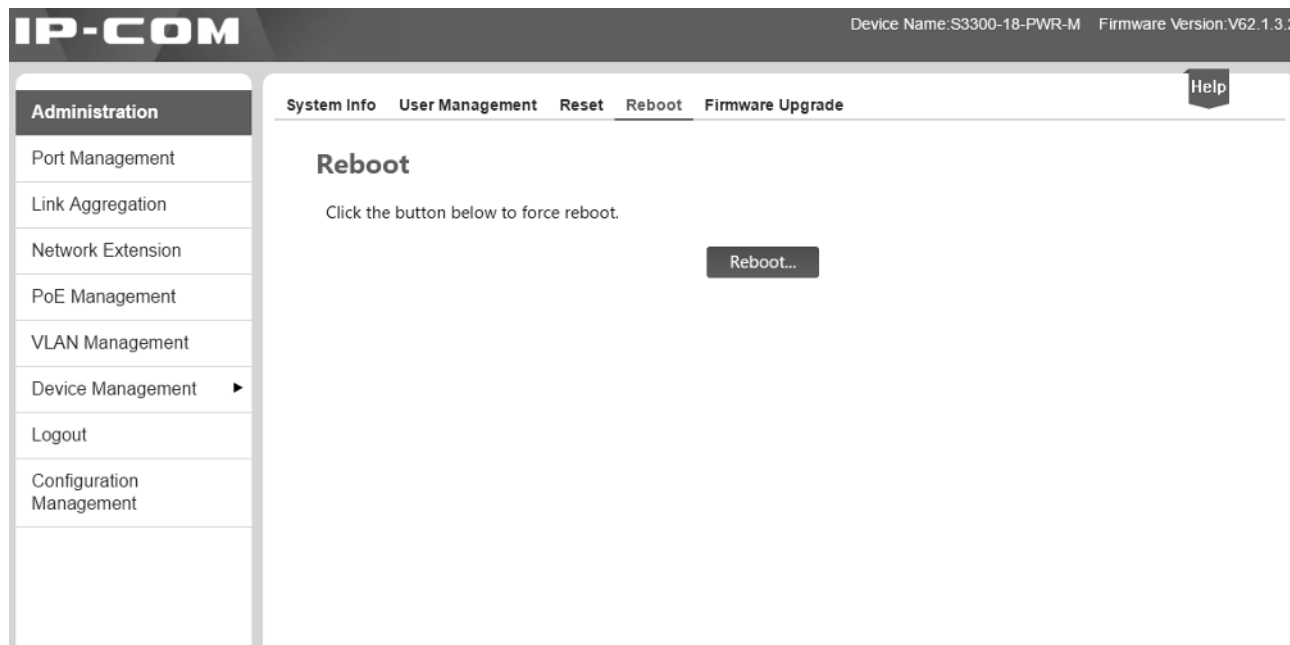 IP-COM
Device Name:S3300-18-PWR-M Firmware Version:V62.1.3.2
Help
System Info User Management Reset Reboot Firmware Upgrade
Administration
Port Management
Link Aggregation
Network Extension
PoE Management
VLAN Management
Device Management
Logout
Configuration
Management
Reboot
Click the button below to force reboot.
Reboot...